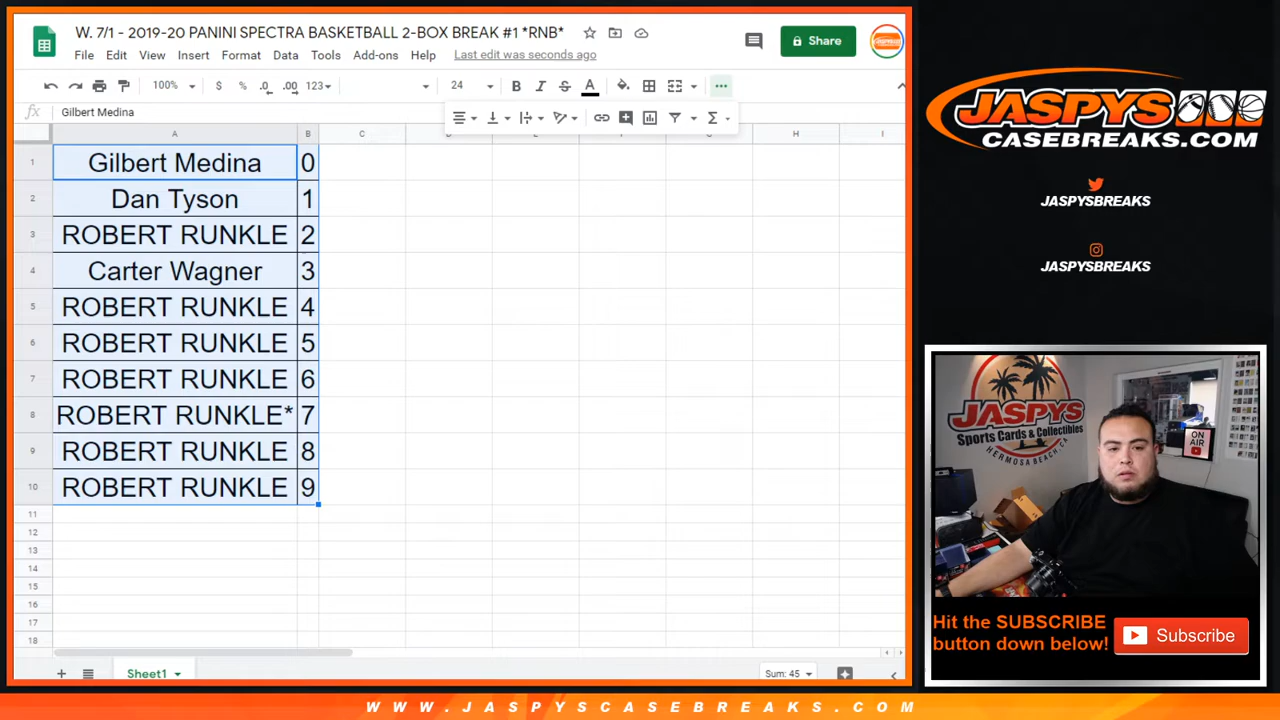 W. 7/1 - 2019-20 PANINI SPECTRA BASKETBALL 2-BOX BREAK #1 *RNB*
Share
File Edit View Insert Format Data Tools Add-ons Help Last edit was seconds ago
100% $ % .0 .00 123 24 B I S A
fx Gilbert Medina
A B C D E F G H I
1 Gilbert Medina 0
2 Dan Tyson 1
3 ROBERT RUNKLE 2
4 Carter Wagner 3
5 ROBERT RUNKLE 4
6 ROBERT RUNKLE 5
7 ROBERT RUNKLE 6
8 ROBERT RUNKLE* 7
9 ROBERT RUNKLE 8
10 ROBERT RUNKLE 9
11
12
13
14
15
16
17
18
Sheet1 Sum: 45
JASPYS
CASEBREAKS.COM
JASPYSBREAKS
JASPYSBREAKS
JASPYS
Sports Cards & Collectibles
HERMOSA BEACH, CA
ON AIR
Hit the SUBSCRIBE
button down below!
Subscribe
WWW.JASPYSCASEBREAKS.COM